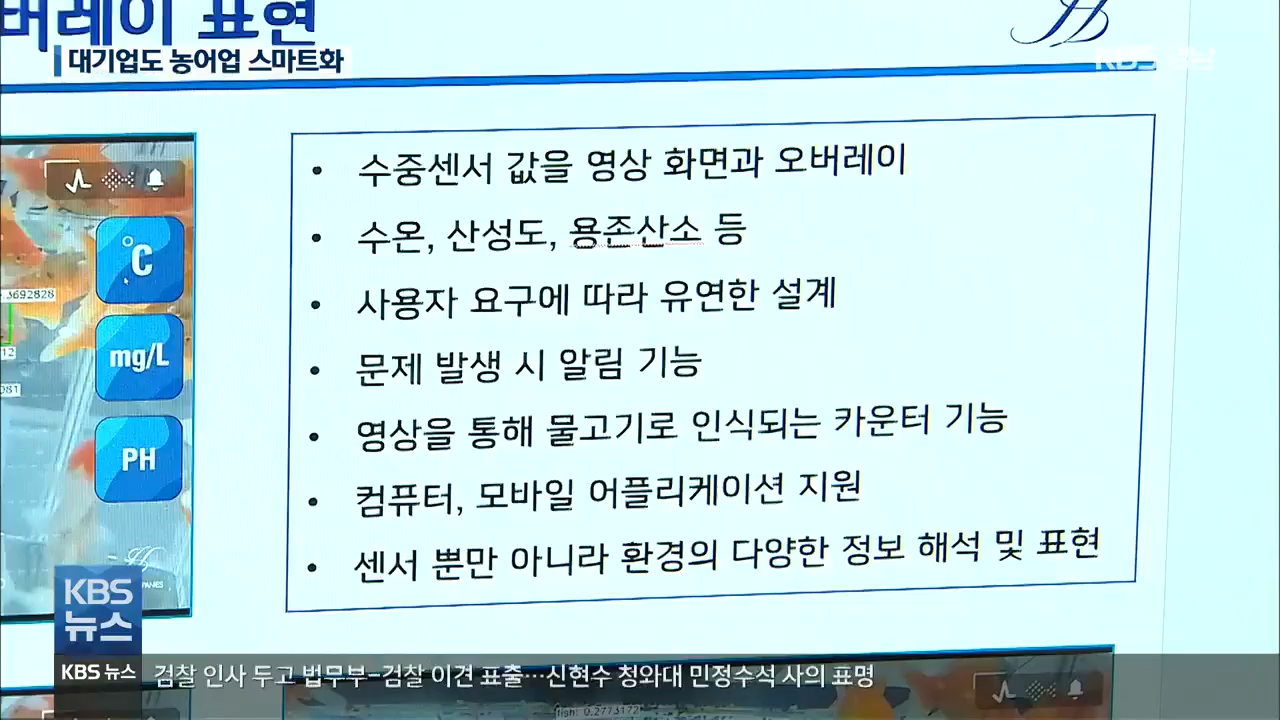 버레이 표현
대기업도 농어업 스마트화
KBS 경남
• 수중센서 값을 영상 화면과 오버레이
• 수온, 산성도, 용존산소 등
• 사용자 요구에 따라 유연한 설계
• 문제 발생 시 알림 기능
• 영상을 통해 물고기로 인식되는 카운터 기능
• 컴퓨터, 모바일 어플리케이션 지원
• 센서 뿐만 아니라 환경의 다양한 정보 해석 및 표현
°C
.3692828
mg/L
12
081
PH
KBS
뉴스
KBS 뉴스 검찰 인사 두고 법무부-검찰 이견 표출…신현수 청와대 민정수석 사의 표명
fish: 0.2773172